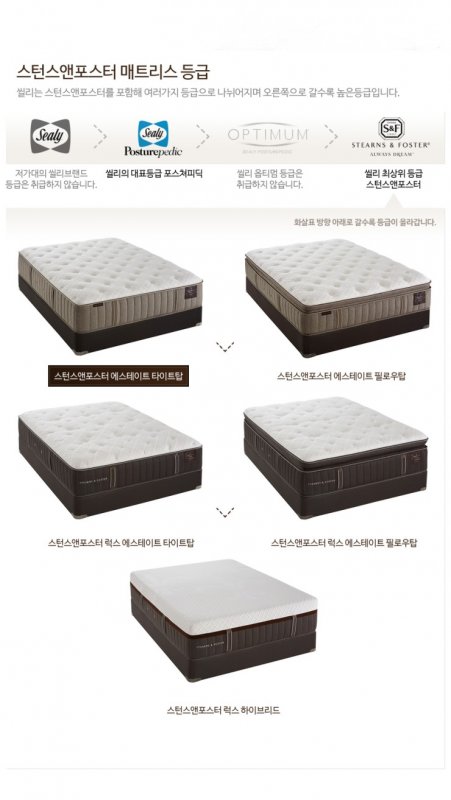 스턴스앤포스터 매트리스 등급
씰리는 스턴스앤포스터를 포함해 여러가지 등급으로 나뉘어지며 오른쪽으로 갈수록 높은등급입니다.
Sealy
Sealy
Posturepedic
OPTIMUM
SEALY POSTUREPEDIC
S&F
STEARNS & FOSTER®
ALWAYS DREAM™
저가대의 씰리브랜드
등급은 취급하지 않습니다.
씰리의 대표등급 포스쳐피딕
씰리 옵티멈 등급은
취급하지 않습니다.
씰리 최상위 등급
스턴스앤포스터
화살표 방향 아래로 갈수록 등급이 올라갑니다.
스턴스앤포스터 에스테이트 타이트탑
스턴스앤포스터 에스테이트 필로우탑
STEARNS & FOSTER
STEARNS & FOSTER
스턴스앤포스터 럭스 에스테이트 타이트탑
스턴스앤포스터 럭스 에스테이트 필로우탑
STEARNS & FOSTER
스턴스앤포스터 럭스 하이브리드